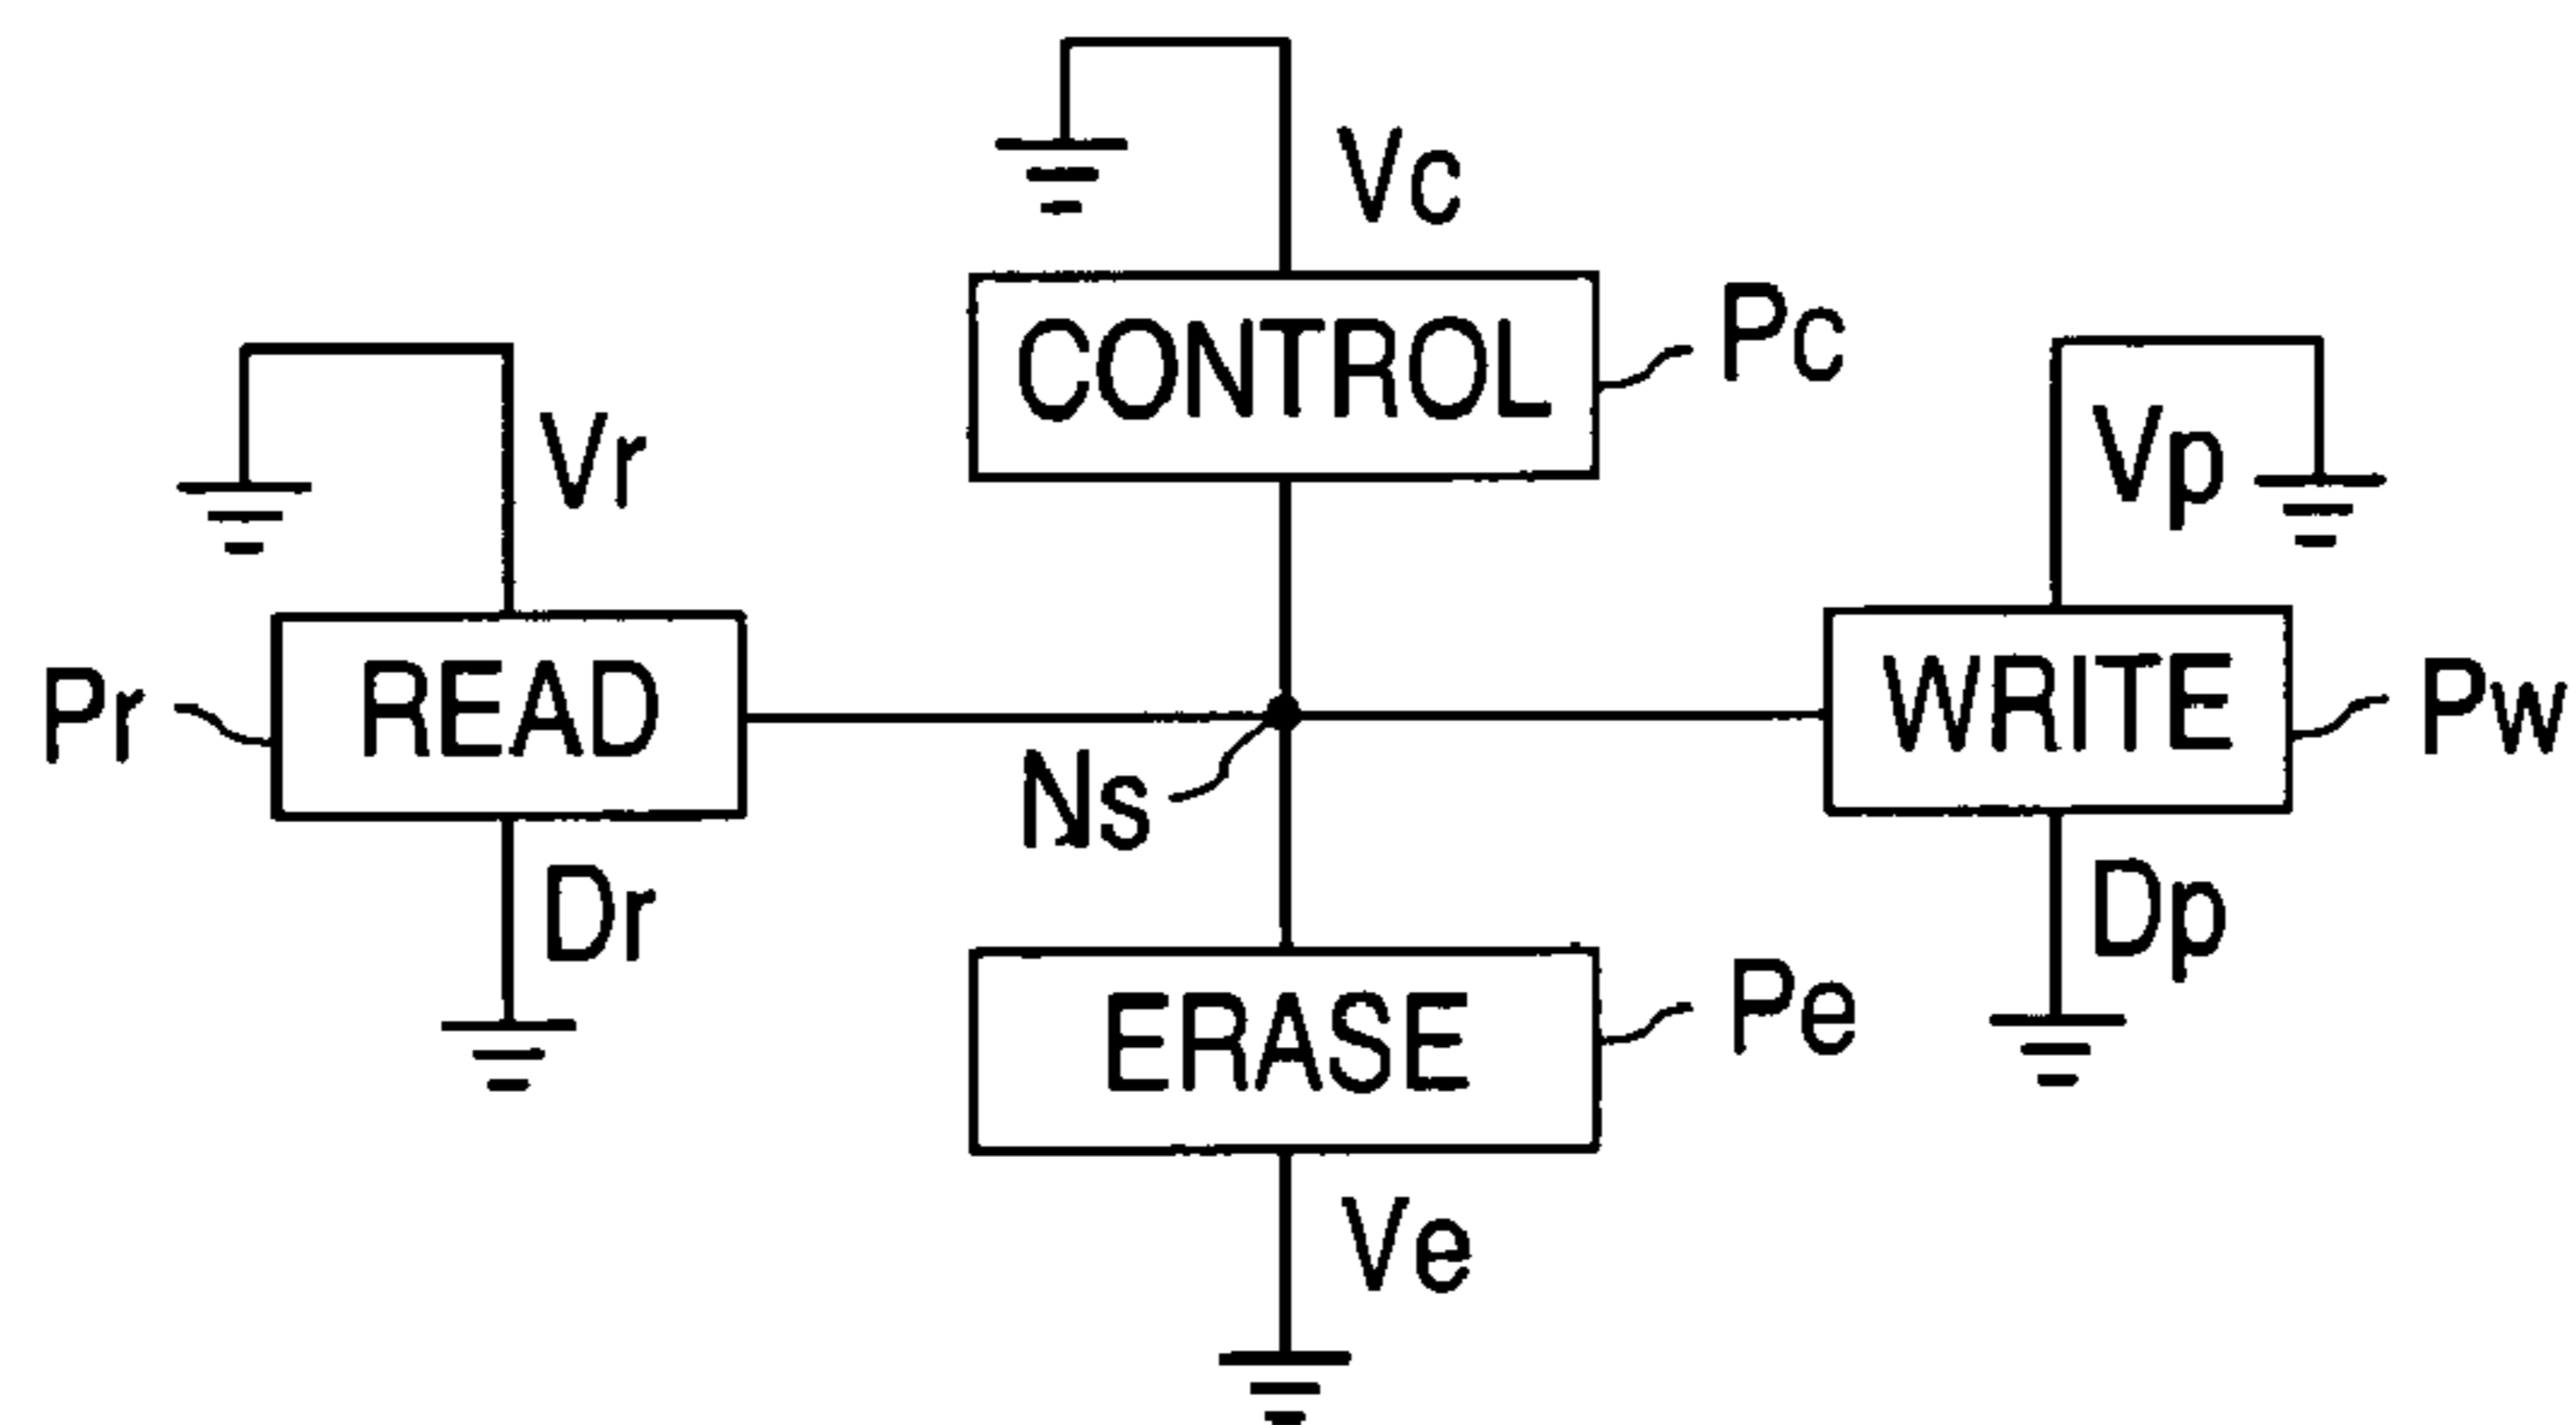 Vc
CONTROL
Pc
Vr
Vp
Pr
READ
WRITE
Pw
Ns
Dr
Dp
ERASE
Pe
Ve